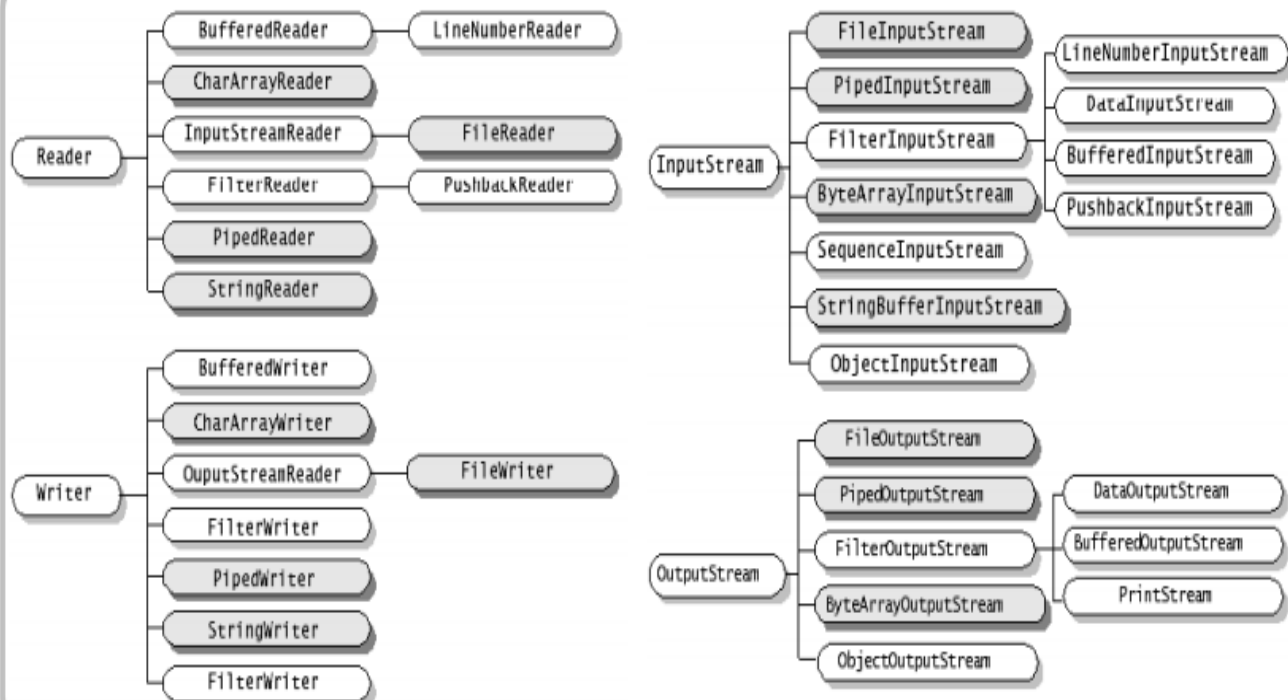 BufferedReader
LineNumberReader
CharArrayReader
InputStreamReader
FileReader
Reader
FilterReader
PushbackReader
PipedReader
StringReader
BufferedWriter
CharArrayWriter
OuputStreamReader
FileWriter
Writer
FilterWriter
PipedWriter
StringWriter
FilterWriter
FileInputStream
LineNumberInputStream
PipedInputStream
DataInputStream
FilterInputStream
BufferedInputStream
InputStream
ByteArrayInputStream
PushbackInputStream
SequenceInputStream
StringBufferInputStream
ObjectInputStream
FileOutputStream
PipedOutputStream
DataOutputStream
FilterOutputStream
BufferedOutputStream
OutputStream
PrintStream
ByteArrayOutputStream
ObjectOutputStream